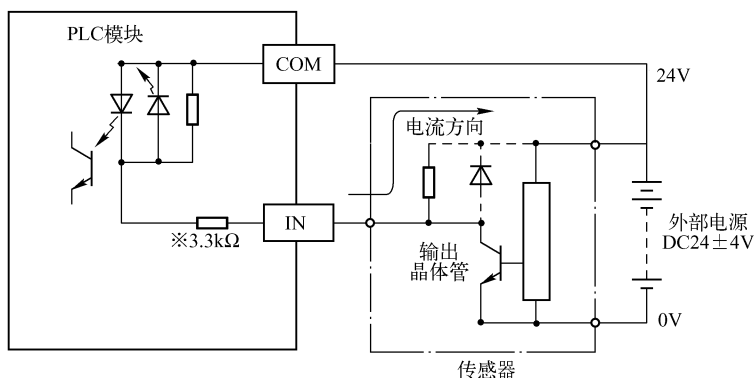 PLC模块
COM
24V
电流方向
※3.3kΩ
IN
输出
晶体管
外部电源
DC24±4V
0V
传感器